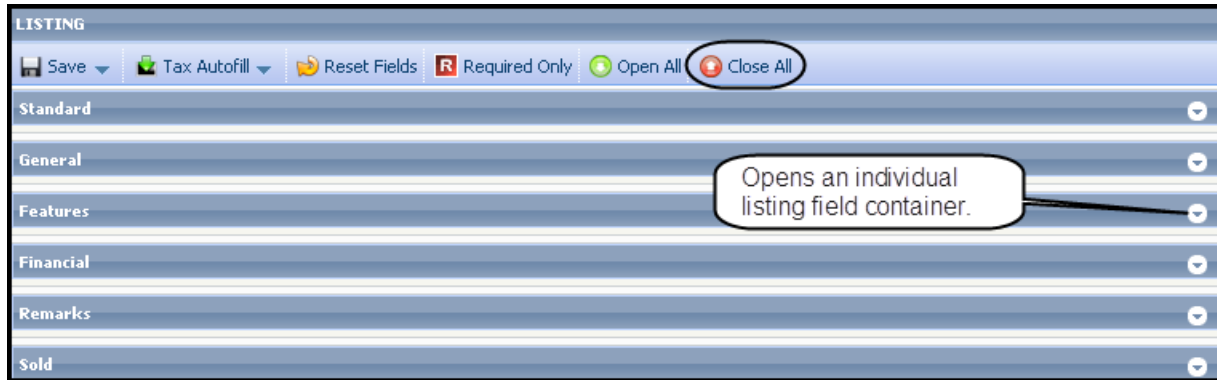 LISTING
Save Tax Autofill Reset Fields R Required Only Open All Close All
Standard
General
Opens an individual
listing field container.
Features
Financial
Remarks
Sold